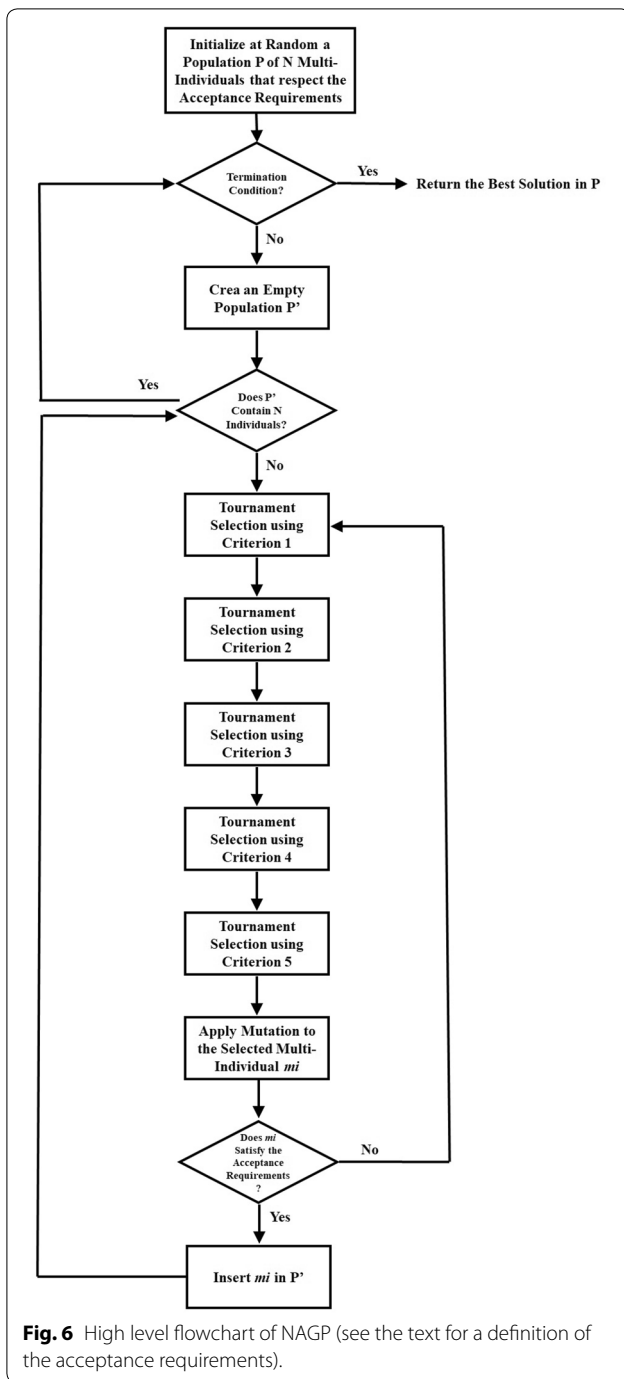 Initialize at Random a
Population P of N Multi-
Individuals that respect the
Acceptance Requirements
Termination
Condition?
Yes
Return the Best Solution in P
No
Crea an Empty
Population P’
Yes
Does P’
Contain N
Individuals?
No
Tournament
Selection using
Criterion 1
Tournament
Selection using
Criterion 2
Tournament
Selection using
Criterion 3
Tournament
Selection using
Criterion 4
Tournament
Selection using
Criterion 5
Apply Mutation to
the Selected Multi-
Individual mi
Does mi
Satisfy the
Acceptance
Requirements
?
No
Yes
Insert mi in P’
Fig. 6 High level flowchart of NAGP (see the text for a definition of
the acceptance requirements).